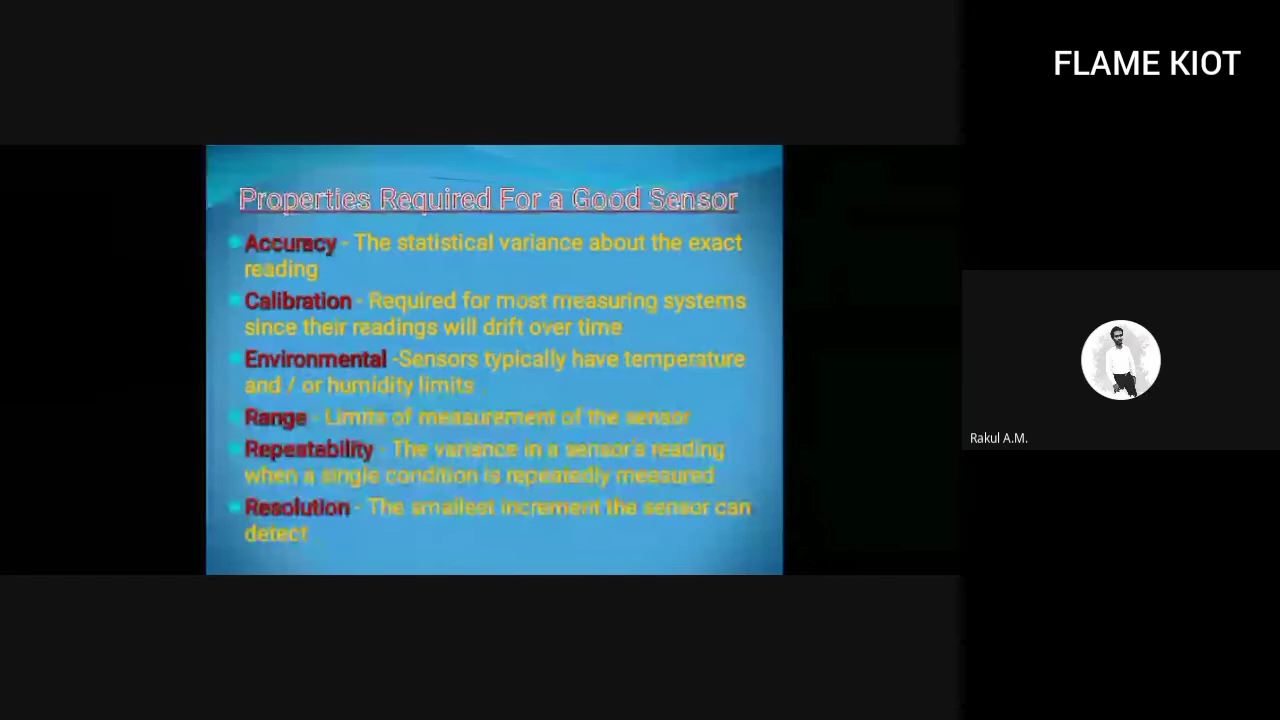 FLAME KIOT
Properties Required For a Good Sensor
Accuracy - The statistical variance about the exact
reading
Calibration - Required for most measuring systems
since their readings will drift over time
Environmental -Sensors typically have temperature
and / or humidity limits
Range - Limits of measurement of the sensor
Repeatability - The variance in a sensor's reading
when a single condition is repeatedly measured
Resolution - The smallest increment the sensor can
detect
Rakul A.M.